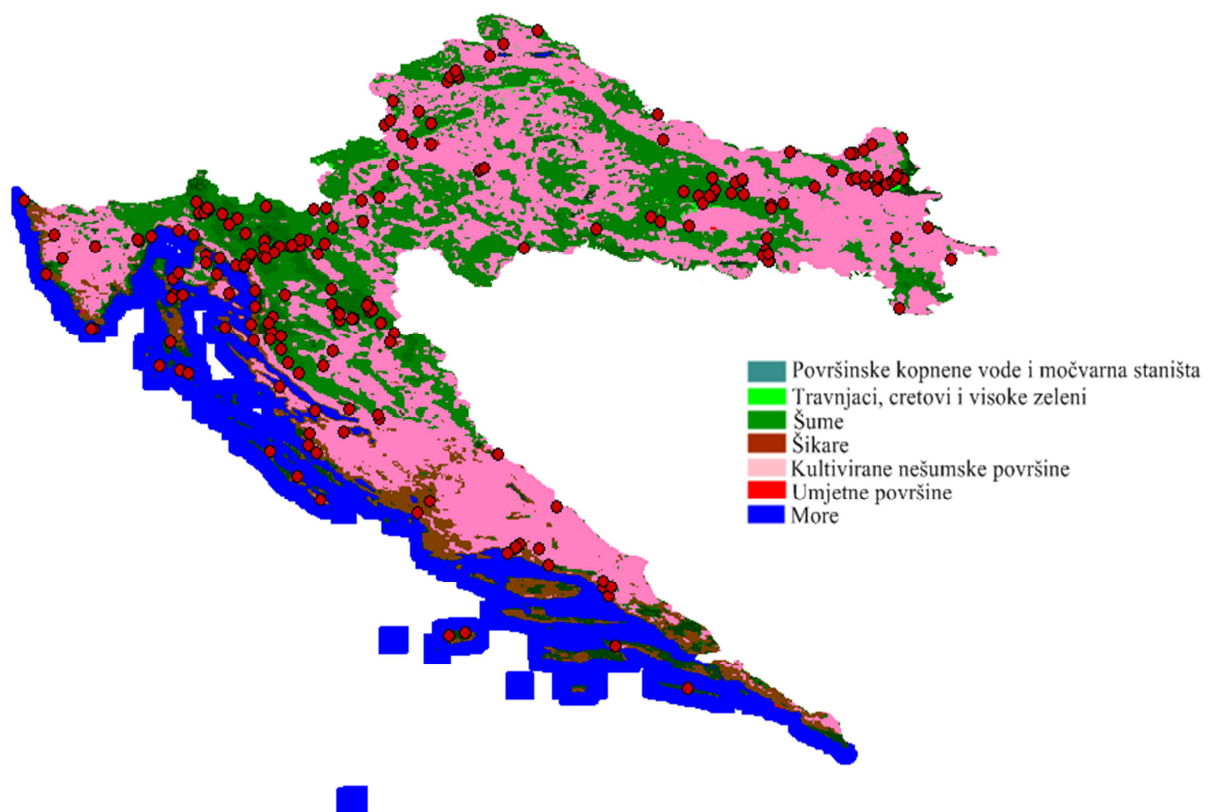 Površinske kopnene vode i močvarna staništa
Travnjaci, cretovi i visoke zeleni
Šume
Šikare
Kultivirane nešumske površine
Umjetne površine
More